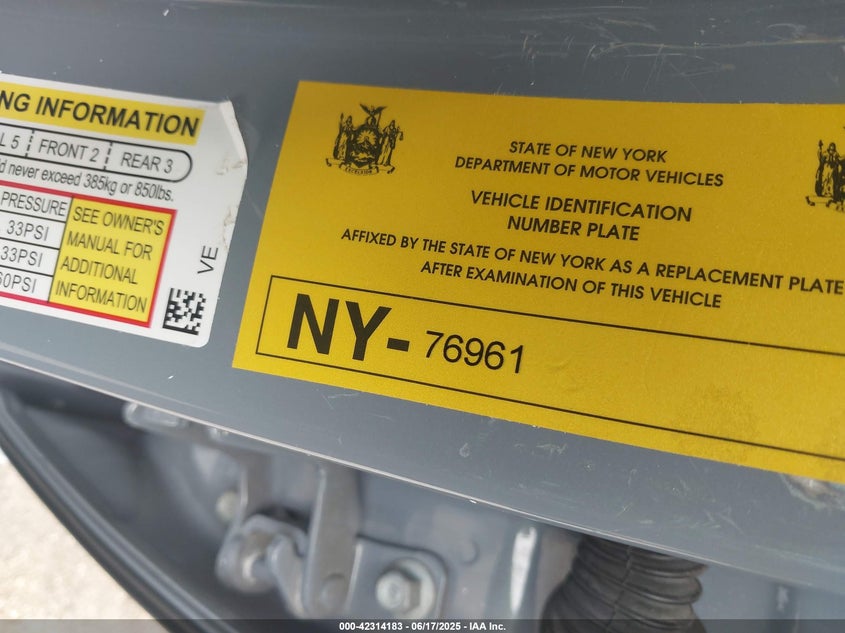 NG INFORMATION
L 5 FRONT 2 REAR 3
d never exceed 385kg or 850lbs.
PRESSURE
33PSI
33PSI
60PSI
SEE OWNER'S
MANUAL FOR
ADDITIONAL
INFORMATION
VE
STATE OF NEW YORK
DEPARTMENT OF MOTOR VEHICLES
VEHICLE IDENTIFICATION
NUMBER PLATE
AFFIXED BY THE STATE OF NEW YORK AS A REPLACEMENT PLATE
AFTER EXAMINATION OF THIS VEHICLE
NY- 76961
000-42314183 - 06/17/2025 - IAA Inc.